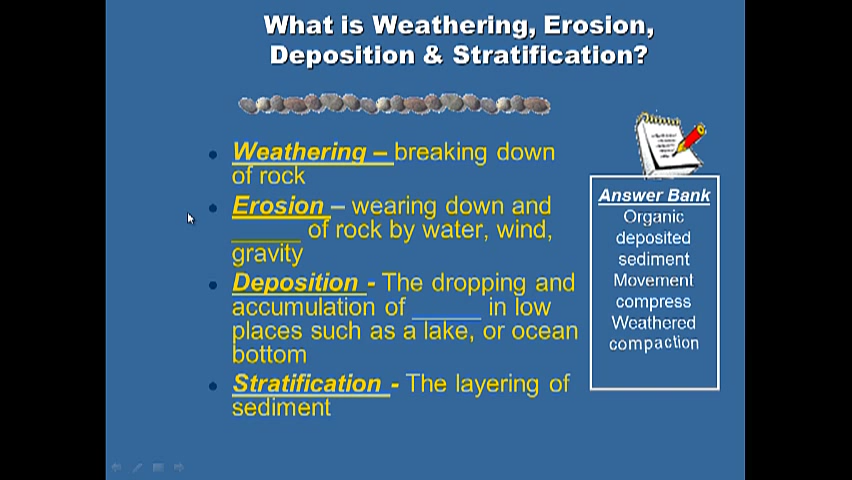 What is Weathering, Erosion,
Deposition & Stratification?
Weathering – breaking down
of rock
Erosion – wearing down and
_____ of rock by water, wind,
gravity
Deposition - The dropping and
accumulation of _____ in low
places such as a lake, or ocean
bottom
Stratification - The layering of
sediment
Answer Bank
Organic
deposited
sediment
Movement
compress
Weathered
compaction